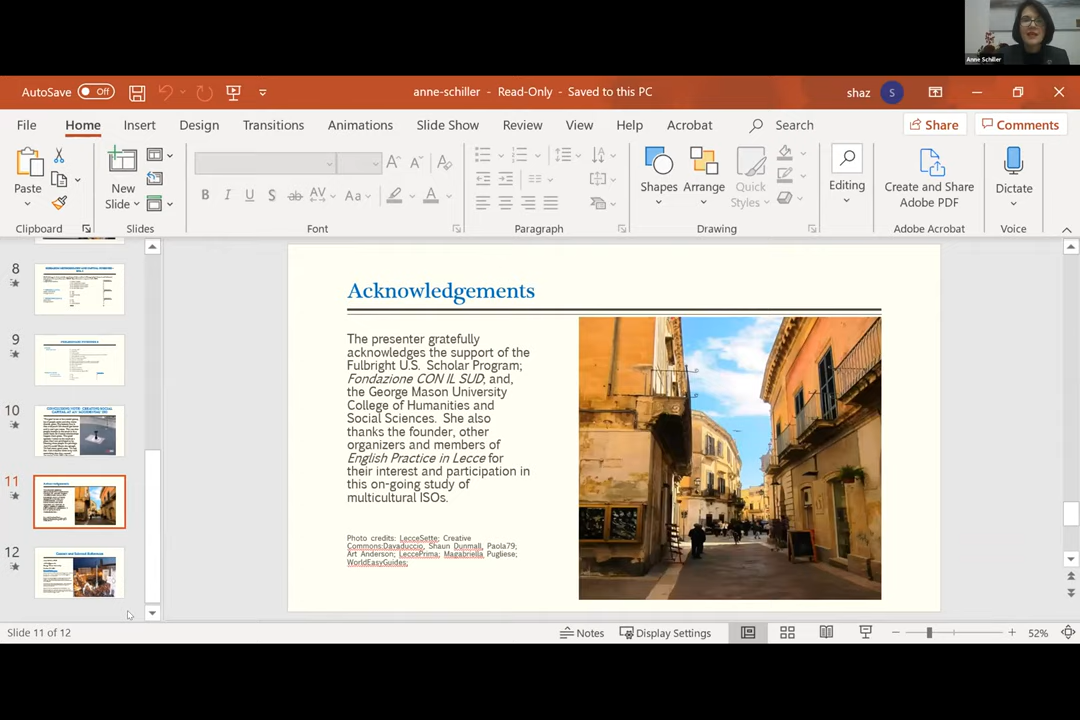 Anne Schiller
AutoSave Off
anne-schiller - Read-Only - Saved to this PC
shaz S
File Home Insert Design Transitions Animations Slide Show Review View Help Acrobat Search Share Comments
Paste
New
Slide
Shapes
Arrange
Quick
Styles
Editing
Create and Share
Adobe PDF
Dictate
Clipboard Slides Font Paragraph Drawing Adobe Acrobat Voice
8
9
10
11
12
Acknowledgements
The presenter gratefully
acknowledges the support of the
Fulbright U.S. Scholar Program;
Fondazione CON IL SUD; and,
the George Mason University
College of Humanities and
Social Sciences. She also
thanks the founder, other
organizers and members of
English Practice in Lecce for
their interest and participation in
this on-going study of
multicultural ISOs.
Photo credits: LecceSette; Creative
Commons:Davaduccio, Shaun Dunmall, Paola79;
Art Anderson; LeccePrima; Magabriella Pugliese;
WorldEasyGuides;
Slide 11 of 12
Notes Display Settings 52%